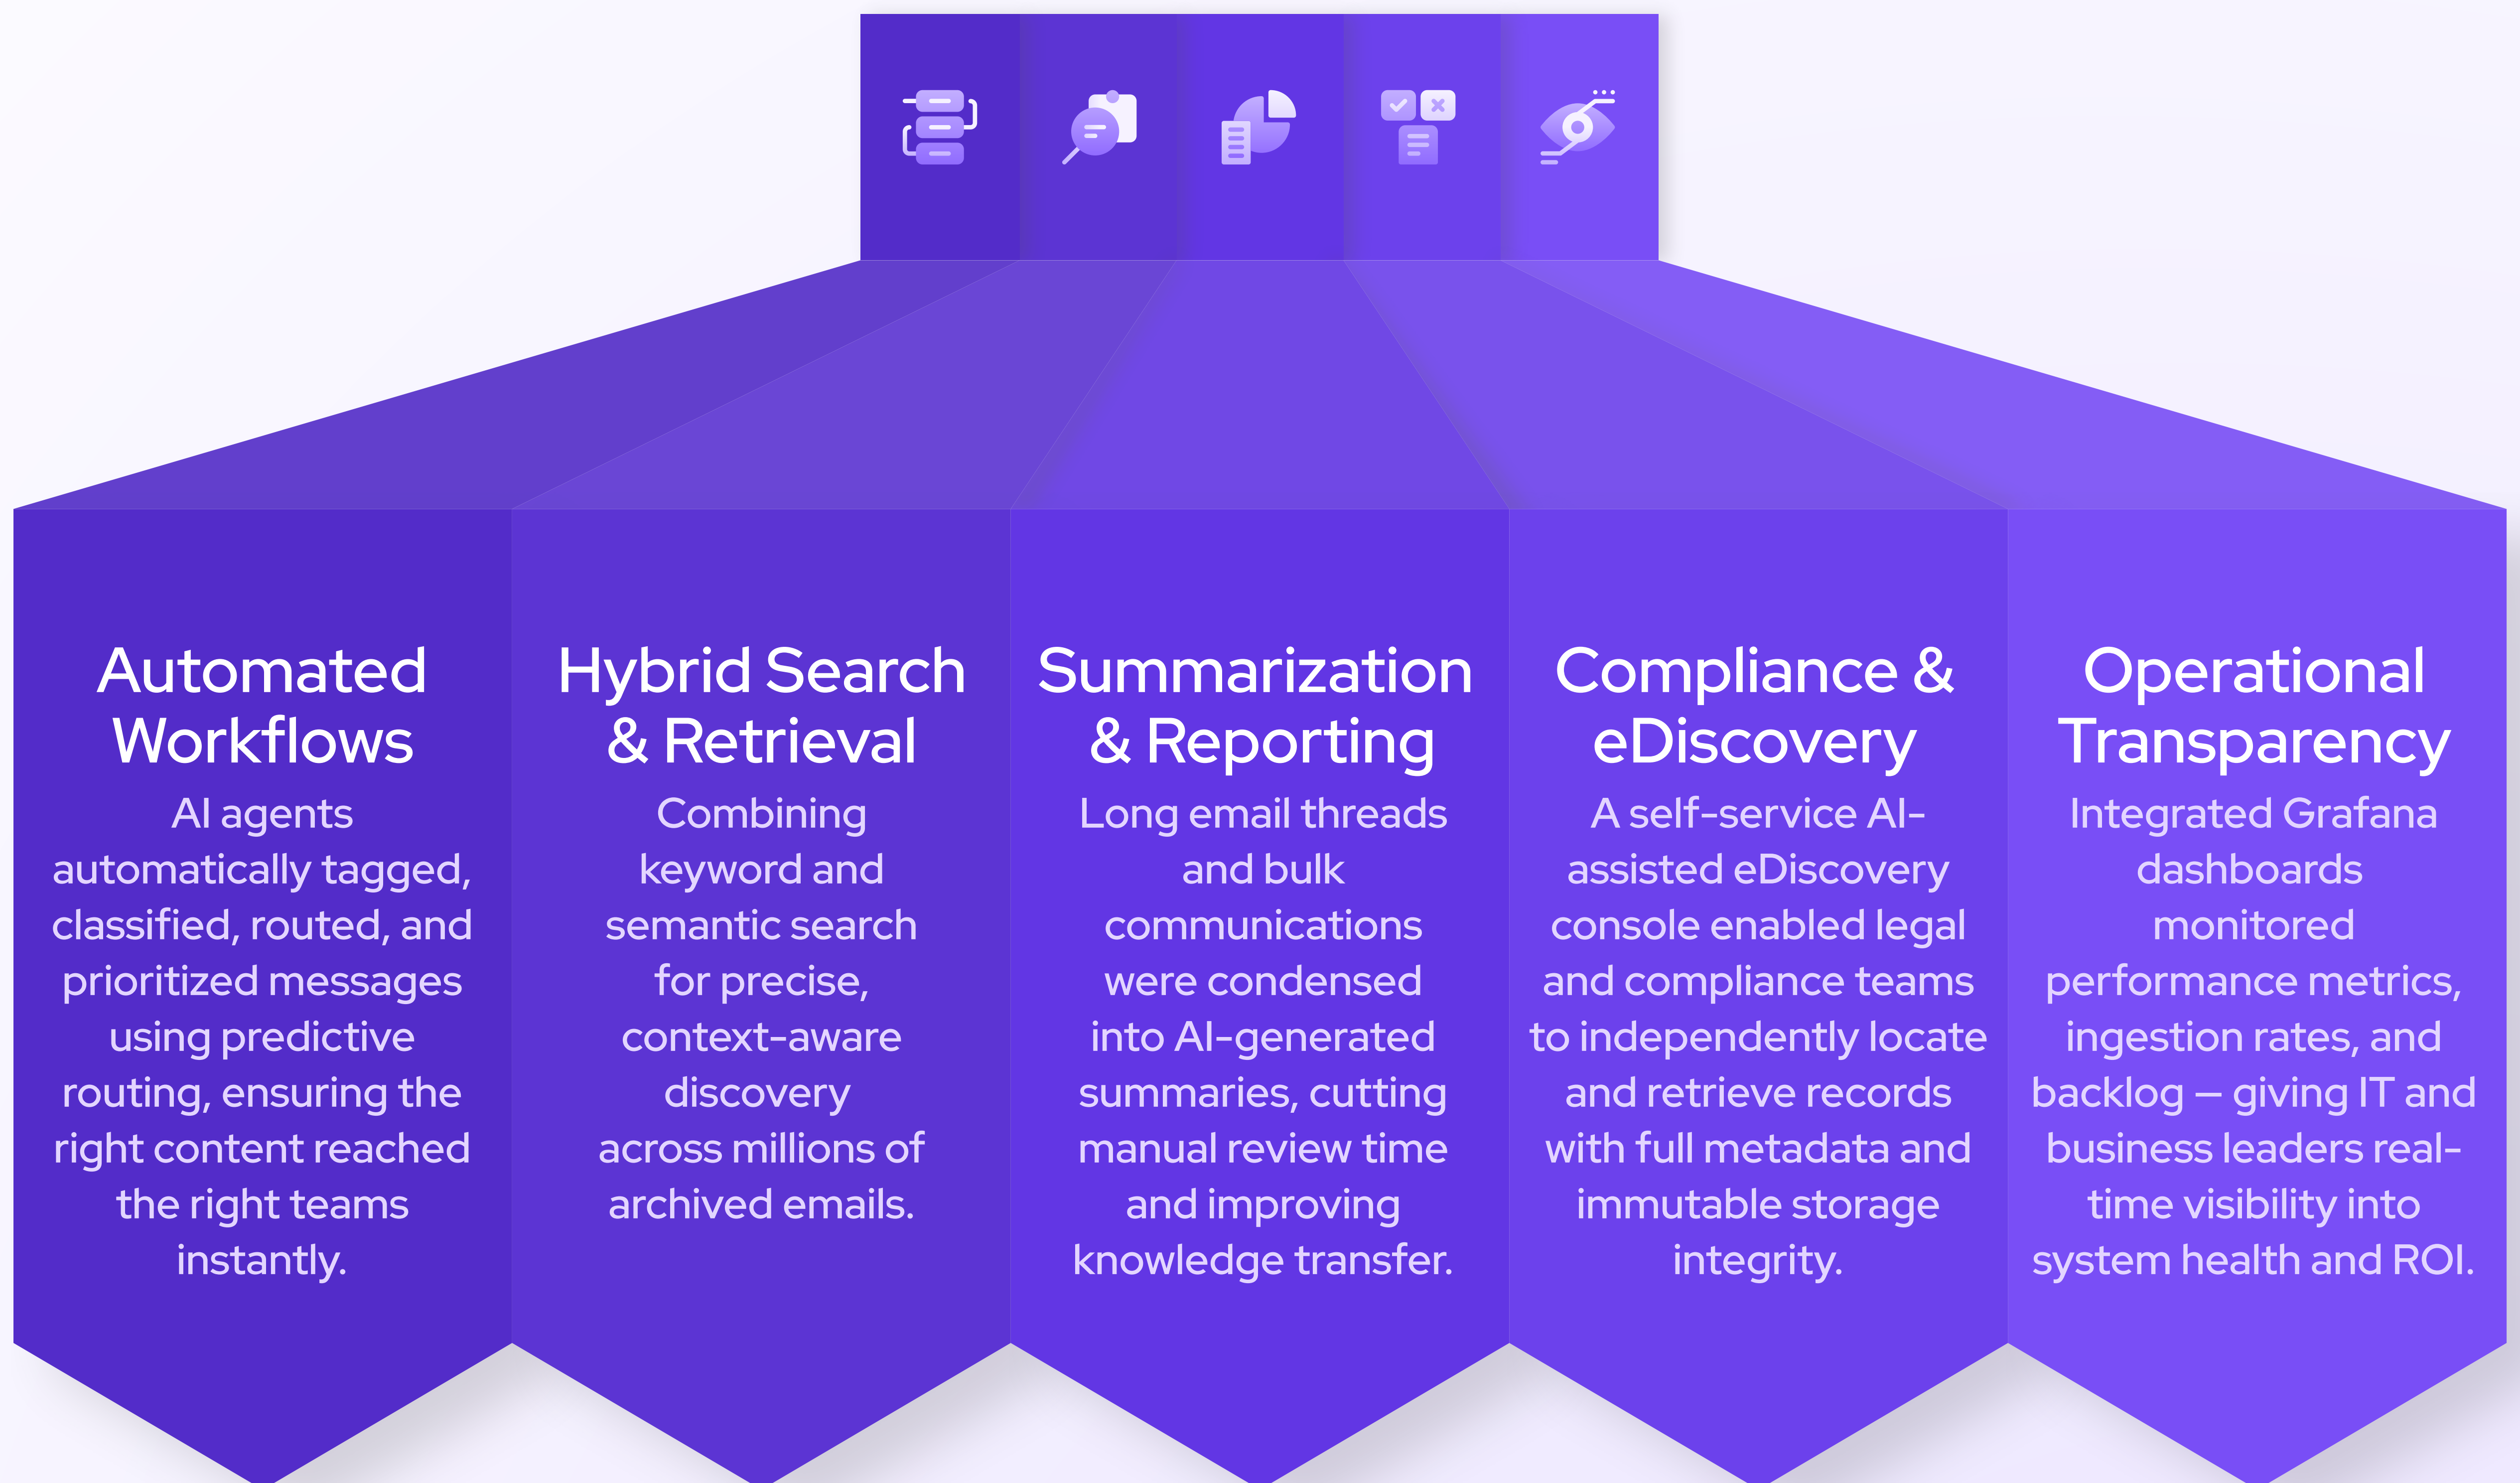 Automated
Workflows
AI agents
automatically tagged,
classified, routed, and
prioritized messages
using predictive
routing, ensuring the
right content reached
the right teams
instantly.
Hybrid Search
& Retrieval
Combining
keyword and
semantic search
for precise,
context-aware
discovery
across millions of
archived emails.
Summarization
& Reporting
Long email threads
and bulk
communications
were condensed
into AI-generated
summaries, cutting
manual review time
and improving
knowledge transfer.
Compliance &
eDiscovery
A self-service AI-
assisted eDiscovery
console enabled legal
and compliance teams
to independently locate
and retrieve records
with full metadata and
immutable storage
integrity.
Operational
Transparency
Integrated Grafana
dashboards
monitored
performance metrics,
ingestion rates, and
backlog — giving IT and
business leaders real-
time visibility into
system health and ROI.